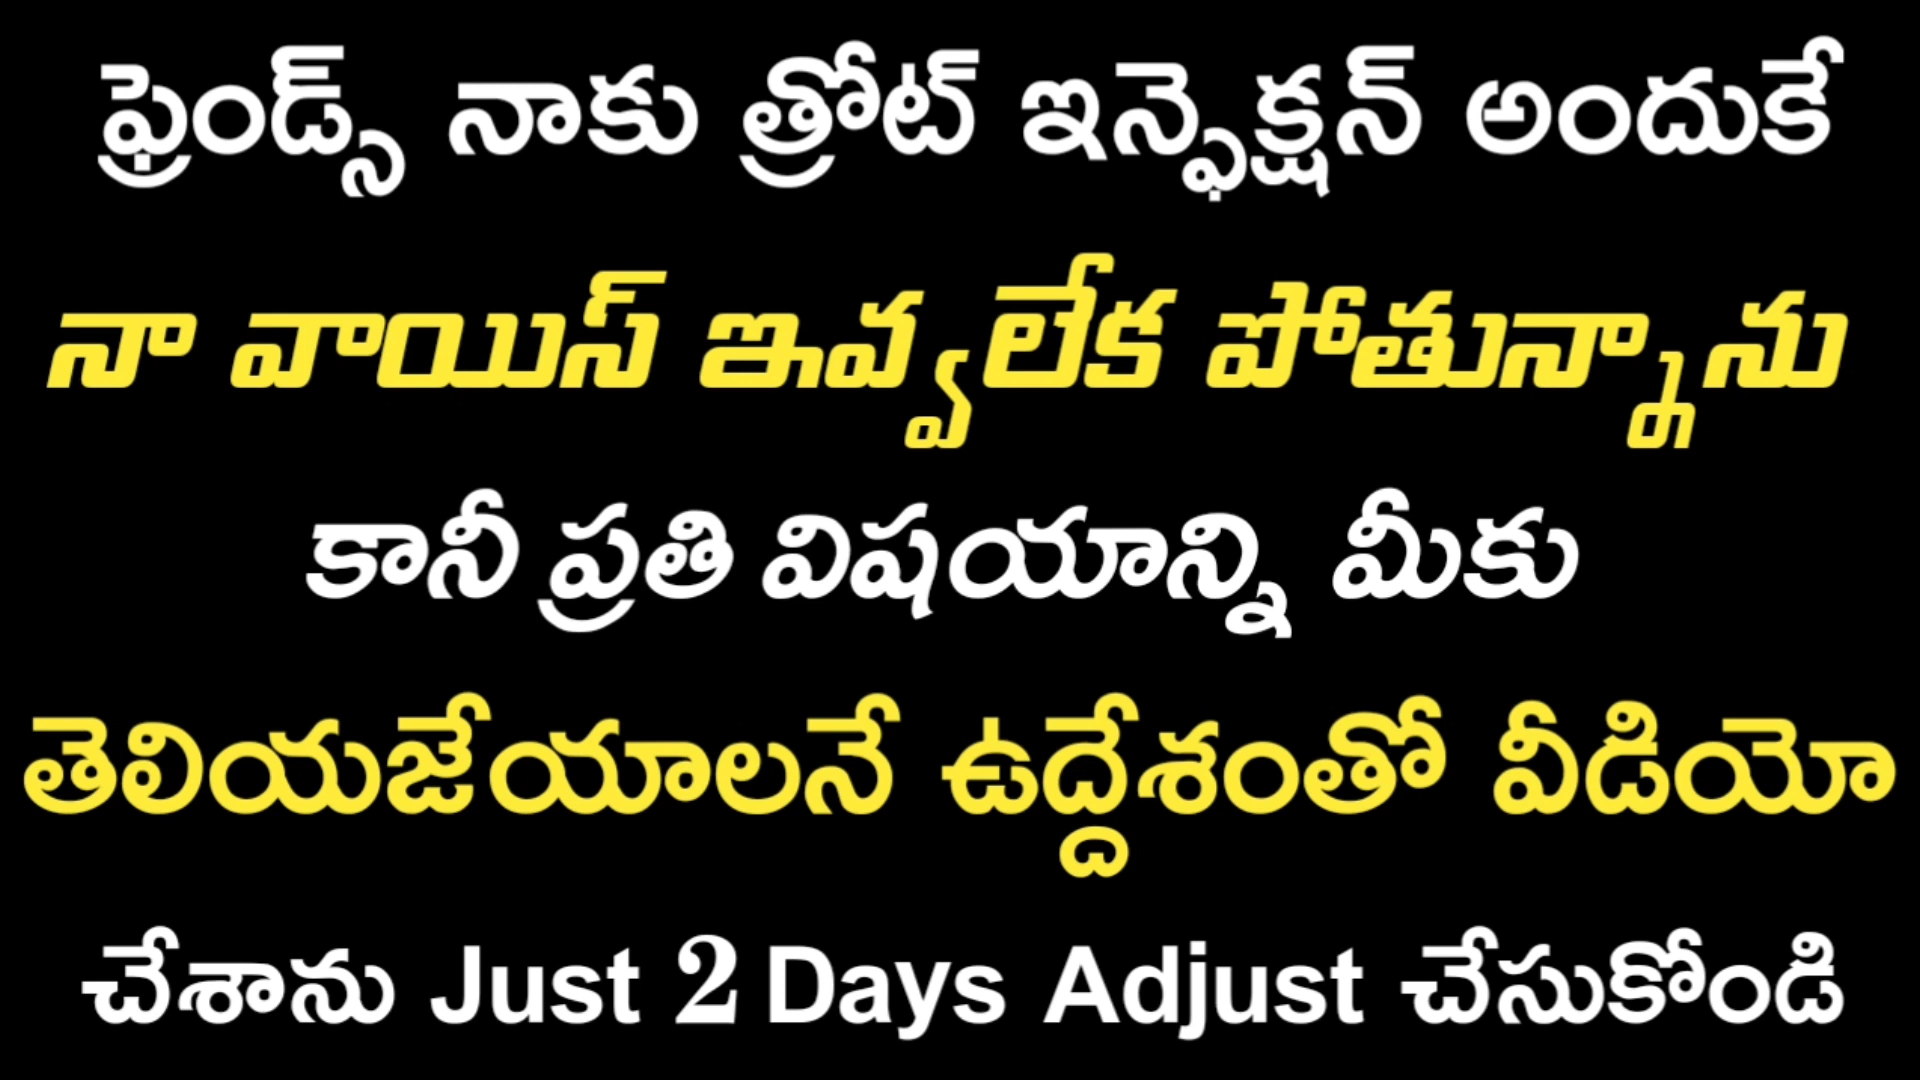 ఫ్రెండ్స్ నాకు త్రోట్ ఇన్ఫెక్షన్ అందుకే
నా వాయిస్ ఇవ్వలేక పోతున్నాను
కానీ ప్రతి విషయాన్ని మీకు
తెలియజేయాలనే ఉద్దేశంతో వీడియో
చేశాను Just 2 Days Adjust చేసుకోండి